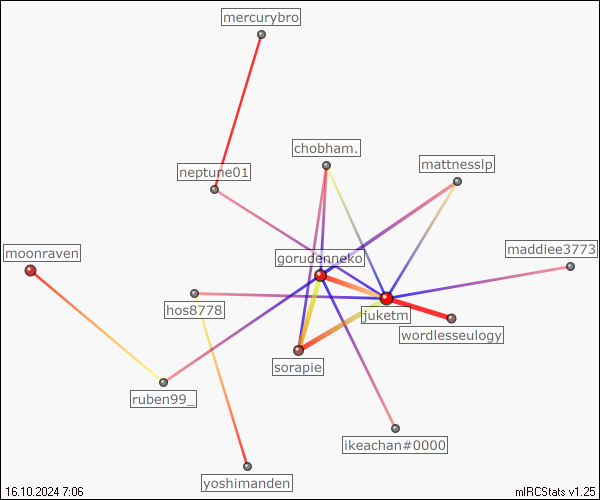 mercurybro
chobham.
mattnesslp
neptune01
moonraven
maddiee3773
gorudenneko
hos8778
juketm
wordlesseulogy
sorapie
ruben99_
ikeachan#0000
yoshimanden
16.10.2024 7:06
mIRCStats v1.25